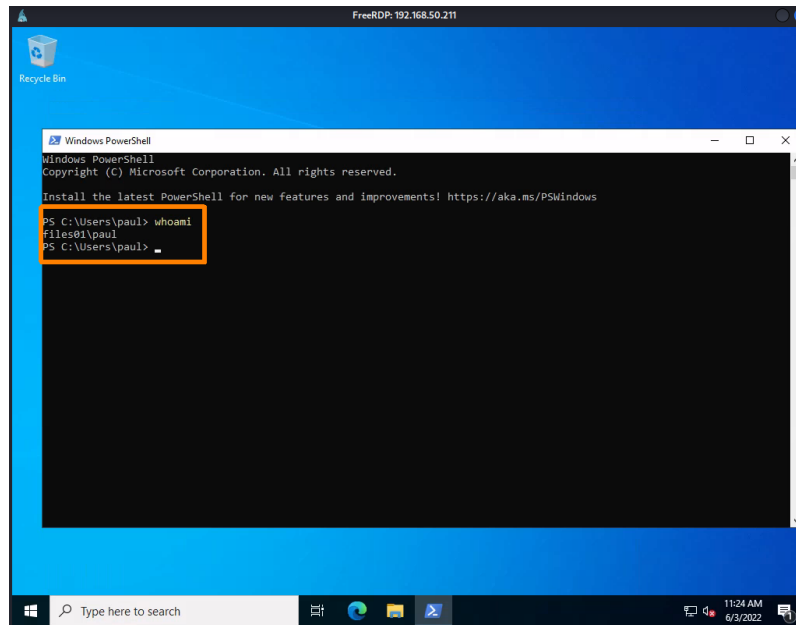 FreeRDP: 192.168.50.211
Recycle Bin
Windows PowerShell
Windows PowerShell
Copyright (C) Microsoft Corporation. All rights reserved.
Install the latest PowerShell for new features and improvements! https://aka.ms/PSWindows
PS C:\Users\paul> whoami
files01\paul
PS C:\Users\paul>
Type here to search
11:24 AM
6/3/2022
1